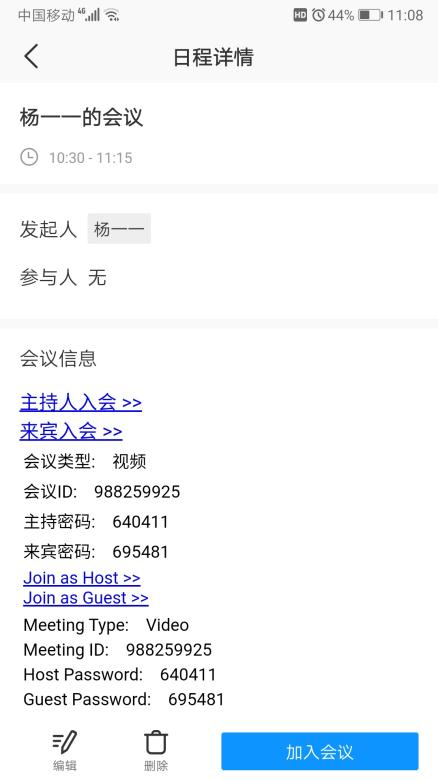 中国移动 4G HD 44% 11:08
日程详情
杨一一的会议
10:30 - 11:15
发起人 杨一一
参与人 无
会议信息
主持人入会 >>
来宾入会 >>
会议类型: 视频
会议ID: 988259925
主持密码: 640411
来宾密码: 695481
Join as Host >>
Join as Guest >>
Meeting Type: Video
Meeting ID: 988259925
Host Password: 640411
Guest Password: 695481
编辑 删除 加入会议